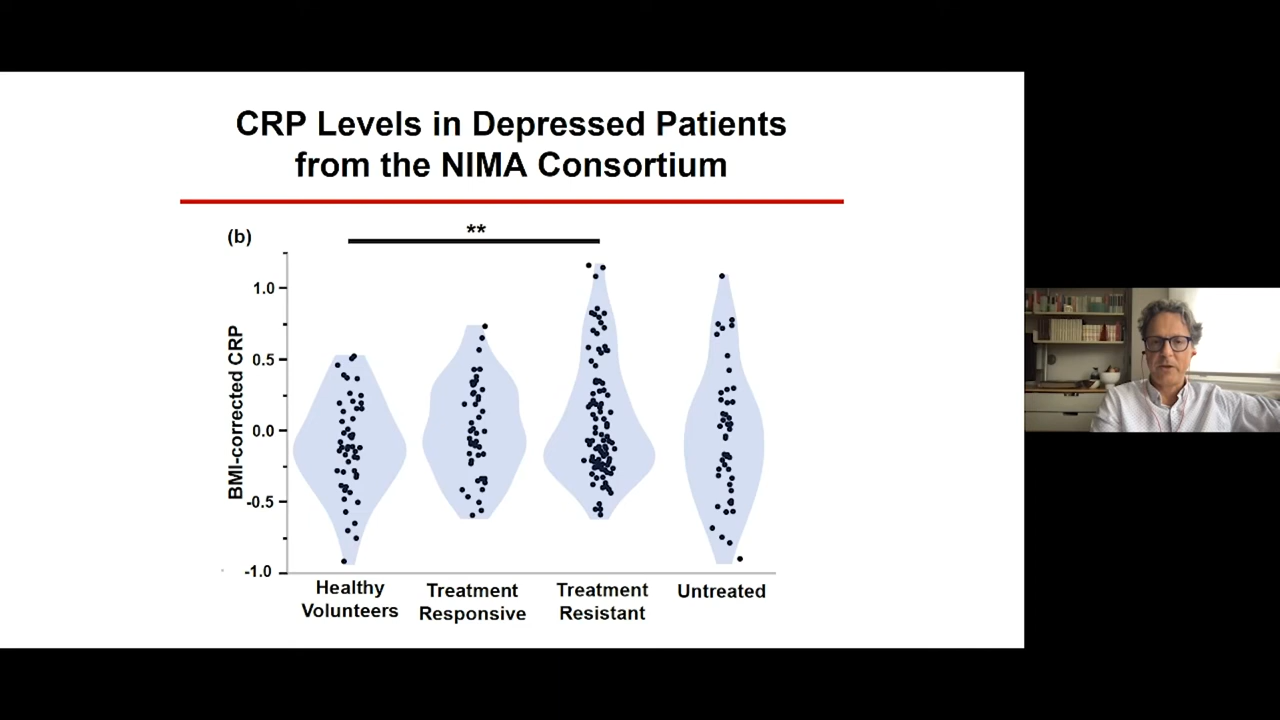 CRP Levels in Depressed Patients
from the NIMA Consortium
(b)
**
BMI-corrected CRP
1.0
0.5
0.0
-0.5
-1.0
Healthy
Volunteers
Treatment
Responsive
Treatment
Resistant
Untreated